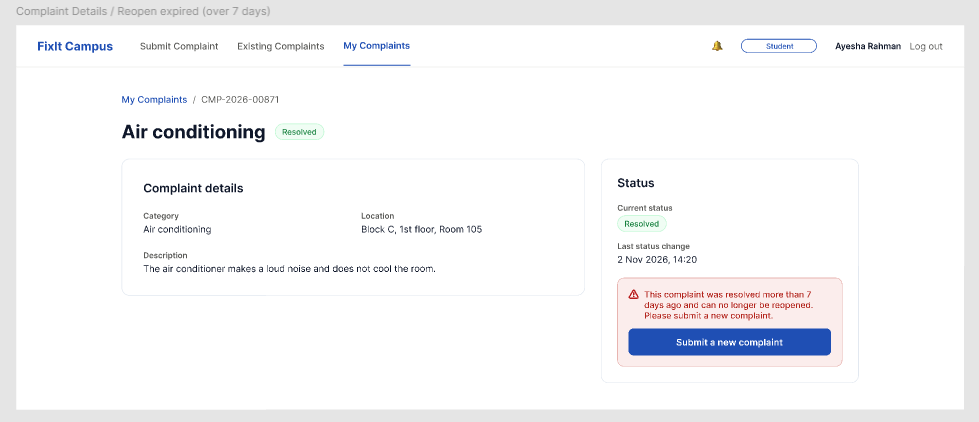 Complaint Details / Reopen expired (over 7 days)
FixIt Campus
Submit Complaint
Existing Complaints
My Complaints
Student
Ayesha Rahman
Log out
My Complaints / CMP-2026-00871
Air conditioning
Resolved
Complaint details
Category
Air conditioning
Location
Block C, 1st floor, Room 105
Description
The air conditioner makes a loud noise and does not cool the room.
Status
Current status
Resolved
Last status change
2 Nov 2026, 14:20
This complaint was resolved more than 7
days ago and can no longer be reopened.
Please submit a new complaint.
Submit a new complaint